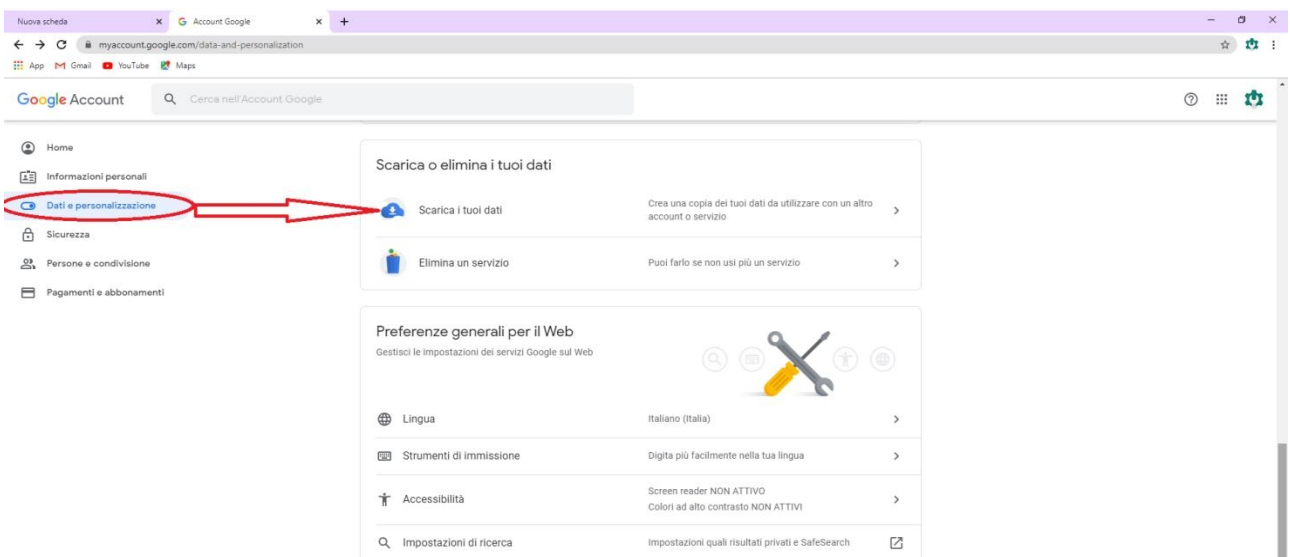 Nuova scheda
Account Google
myaccount.google.com/data-and-personalization
App Gmail YouTube Maps
Google Account
Cerca nell'Account Google
Home
Informazioni personali
Dati e personalizzazione
Sicurezza
Persone e condivisione
Pagamenti e abbonamenti
Scarica o elimina i tuoi dati
Scarica i tuoi dati
Crea una copia dei tuoi dati da utilizzare con un altro
account o servizio
Elimina un servizio
Puoi farlo se non usi più un servizio
Preferenze generali per il Web
Gestisci le impostazioni dei servizi Google sul Web
Lingua
Italiano (Italia)
Strumenti di immissione
Digita più facilmente nella tua lingua
Accessibilità
Screen reader NON ATTIVO
Colori ad alto contrasto NON ATTIVI
Impostazioni di ricerca
Impostazioni quali risultati privati e SafeSearch